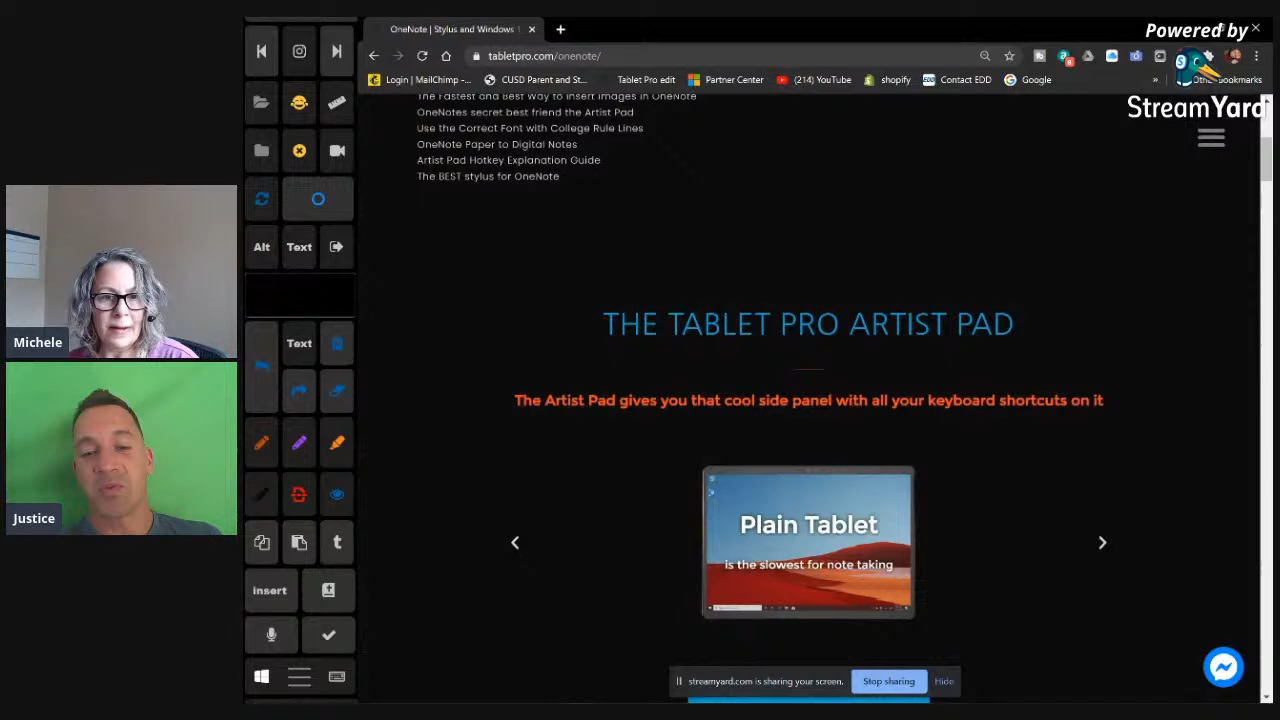 OneNote | Stylus and Windows
Powered by
tabletpro.com/onenote/
Login | MailChimp -...
CUSD Parent and St...
Tablet Pro edit
Partner Center
(214) YouTube
shopify
EDD Contact EDD
Google
»
Other bookmarks
StreamYard
The Fastest and Best Way to insert images in OneNote
OneNotes secret best friend the Artist Pad
Use the Correct Font with College Rule Lines
OneNote Paper to Digital Notes
Artist Pad Hotkey Explanation Guide
The BEST stylus for OneNote
Alt
Text
Text
t
insert
THE TABLET PRO ARTIST PAD
The Artist Pad gives you that cool side panel with all your keyboard shortcuts on it
Plain Tablet
is the slowest for note taking
Michele
Justice
streamyard.com is sharing your screen.
Stop sharing
Hide